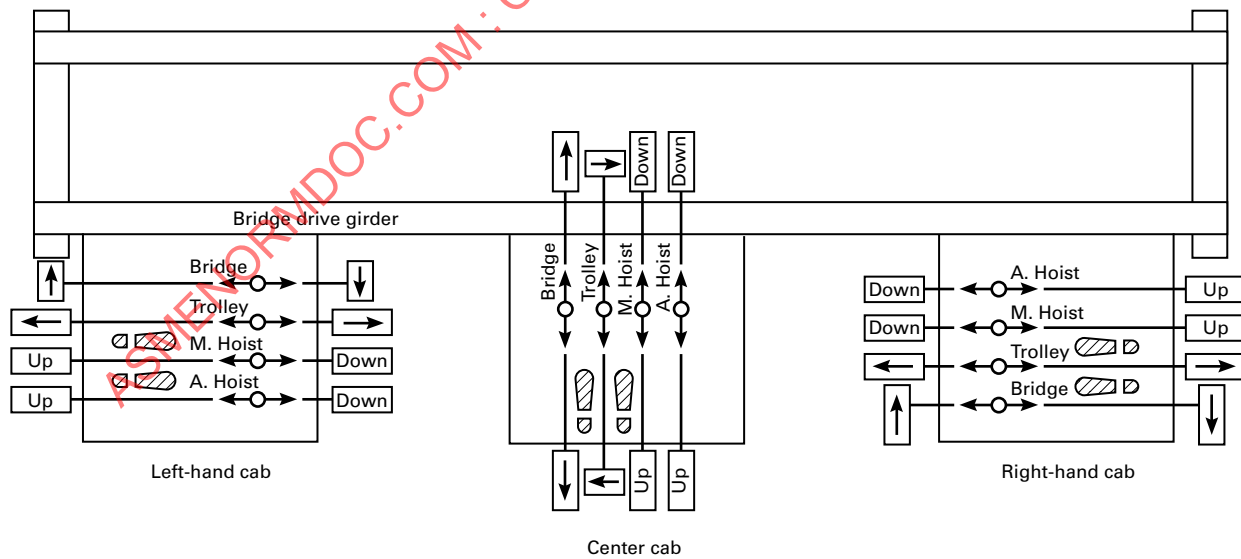 ASMENORMDOC.COM : C
Bridge drive girder
Bridge
Trolley
Up
M. Hoist
Down
Up
A. Hoist
Down
Left-hand cab
Down
Down
Bridge
Trolley
M. Hoist
A. Hoist
Up
Up
Center cab
Down
A. Hoist
Up
Down
M. Hoist
Up
Trolley
Bridge
Right-hand cab